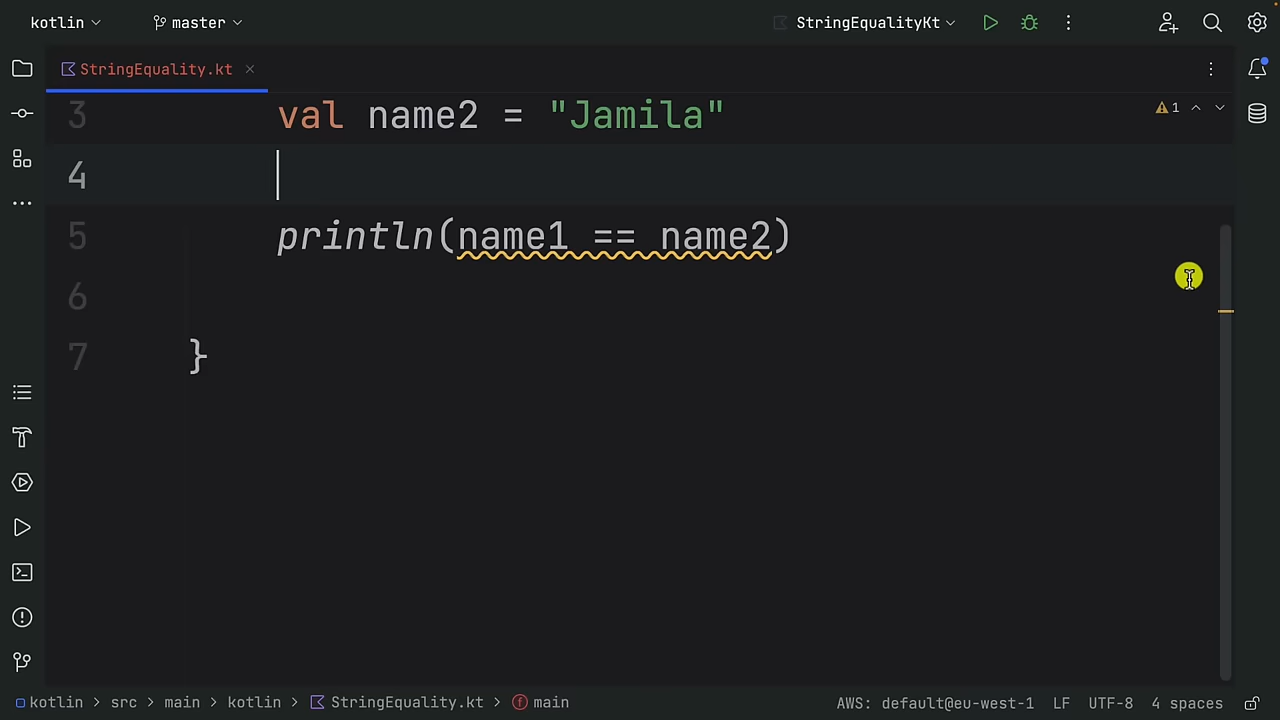 kotlin master StringEqualityKt
StringEquality.kt
3 val name2 = "Jamila" 1
4
5 println(name1 == name2)
6
7 }
kotlin > src > main > kotlin > StringEquality.kt > main AWS: default@eu-west-1 LF UTF-8 4 spaces